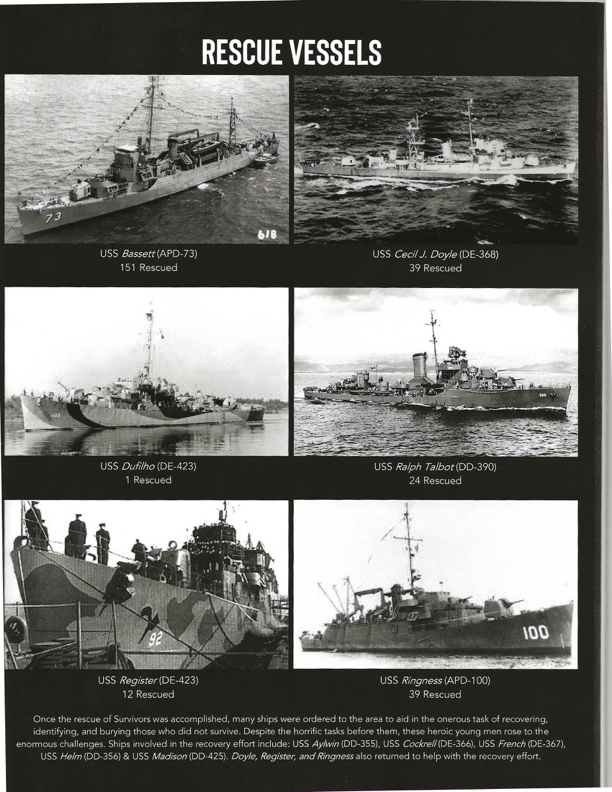 RESCUE VESSELS
73
618
USS Bassett (APD-73)
151 Rescued
USS Cecil J. Doyle (DE-368)
39 Rescued
USS Dufilho (DE-423)
1 Rescued
USS Ralph Talbot (DD-390)
24 Rescued
92
USS Register (DE-423)
12 Rescued
100
USS Ringness (APD-100)
39 Rescued
Once the rescue of Survivors was accomplished, many ships were ordered to the area to aid in the onerous task of recovering,
identifying, and burying those who did not survive. Despite the horrific tasks before them, these heroic young men rose to the
enormous challenges. Ships involved in the recovery effort include: USS Aylwin (DD-355), USS Cockrell (DE-366), USS French (DE-367),
USS Helm (DD-356) & USS Madison (DD-425). Doyle, Register, and Ringness also returned to help with the recovery effort.